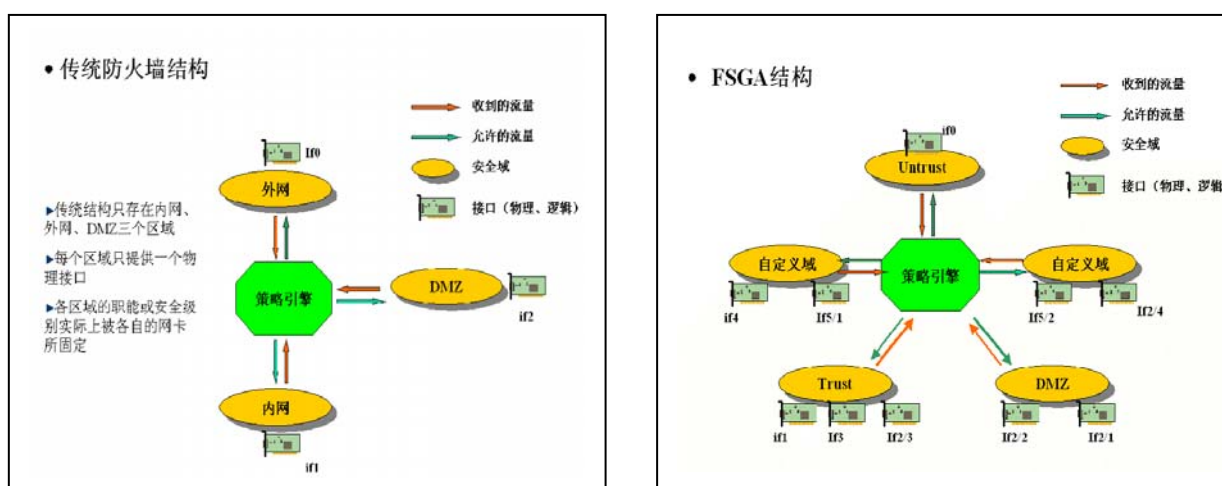 • 传统防火墙结构
收到的流量
允许的流量
安全域
接口（物理、逻辑）
If0
外网
▶传统结构只存在内网、
外网、DMZ三个区域
▶每个区域只提供一个物
理接口
▶各区域的职能或安全级
别实际上被各自的网卡
所固定
策略引擎
DMZ
if2
内网
if1
• FSGA结构
收到的流量
允许的流量
安全域
接口（物理、逻辑
if0
Untrust
自定义域
策略引擎
自定义域
if4
If5/1
If5/2
If2/4
Trust
DMZ
if1
If3
If2/3
If2/2
If2/1